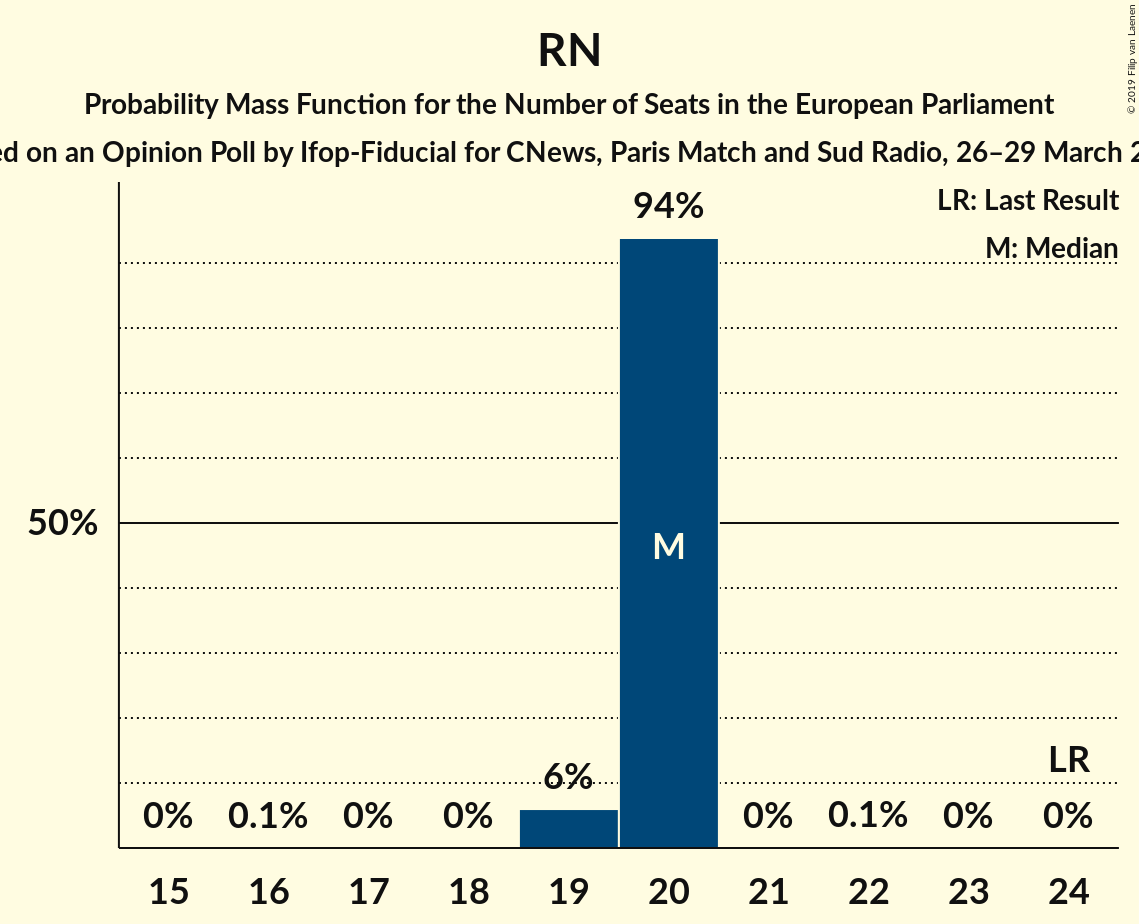 RN
Probability Mass Function for the Number of Seats in the European Parliament
on an Opinion Poll by Ifop-Fiducial for CNews, Paris Match and Sud Radio, 26–29 March
© 2019 Filip van Laenen
LR: Last Result
M: Median
94%
50%
M
LR
6%
0% 0.1% 0% 0% 0% 0.1% 0% 0%
15 16 17 18 19 20 21 22 23 24